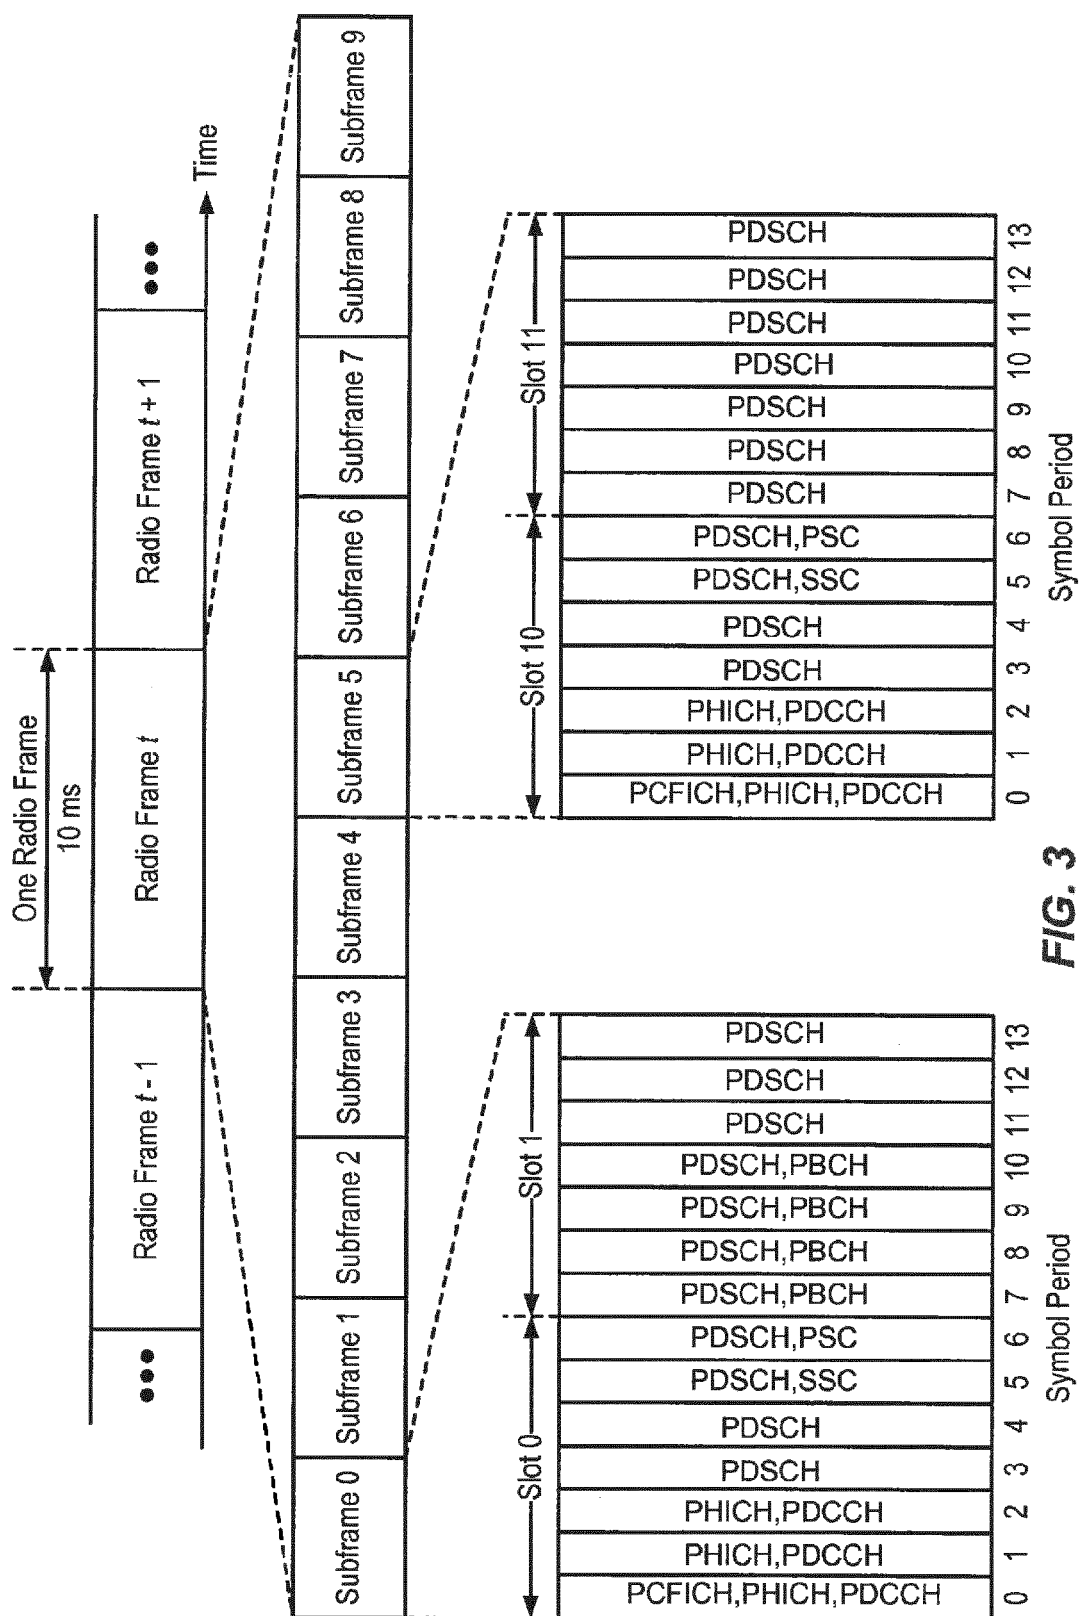 One Radio Frame
10 ms
Radio Frame t - 1
Radio Frame t
Radio Frame t + 1
Time
Subframe 0
Subframe 1
Subframe 2
Subframe 3
Subframe 4
Subframe 5
Subframe 6
Subframe 7
Subframe 8
Subframe 9
Slot 0
Slot 1
PCFICH,PHICH,PDCCH
PHICH,PDCCH
PHICH,PDCCH
PDSCH
PDSCH
PDSCH,SSC
PDSCH,PSC
PDSCH,PBCH
PDSCH,PBCH
PDSCH,PBCH
PDSCH,PBCH
PDSCH
PDSCH
PDSCH
0 1 2 3 4 5 6 7 8 9 10 11 12 13
Symbol Period
Slot 10
Slot 11
PCFICH,PHICH,PDCCH
PHICH,PDCCH
PHICH,PDCCH
PDSCH
PDSCH
PDSCH,SSC
PDSCH,PSC
PDSCH
PDSCH
PDSCH
PDSCH
PDSCH
PDSCH
PDSCH
0 1 2 3 4 5 6 7 8 9 10 11 12 13
Symbol Period
FIG. 3